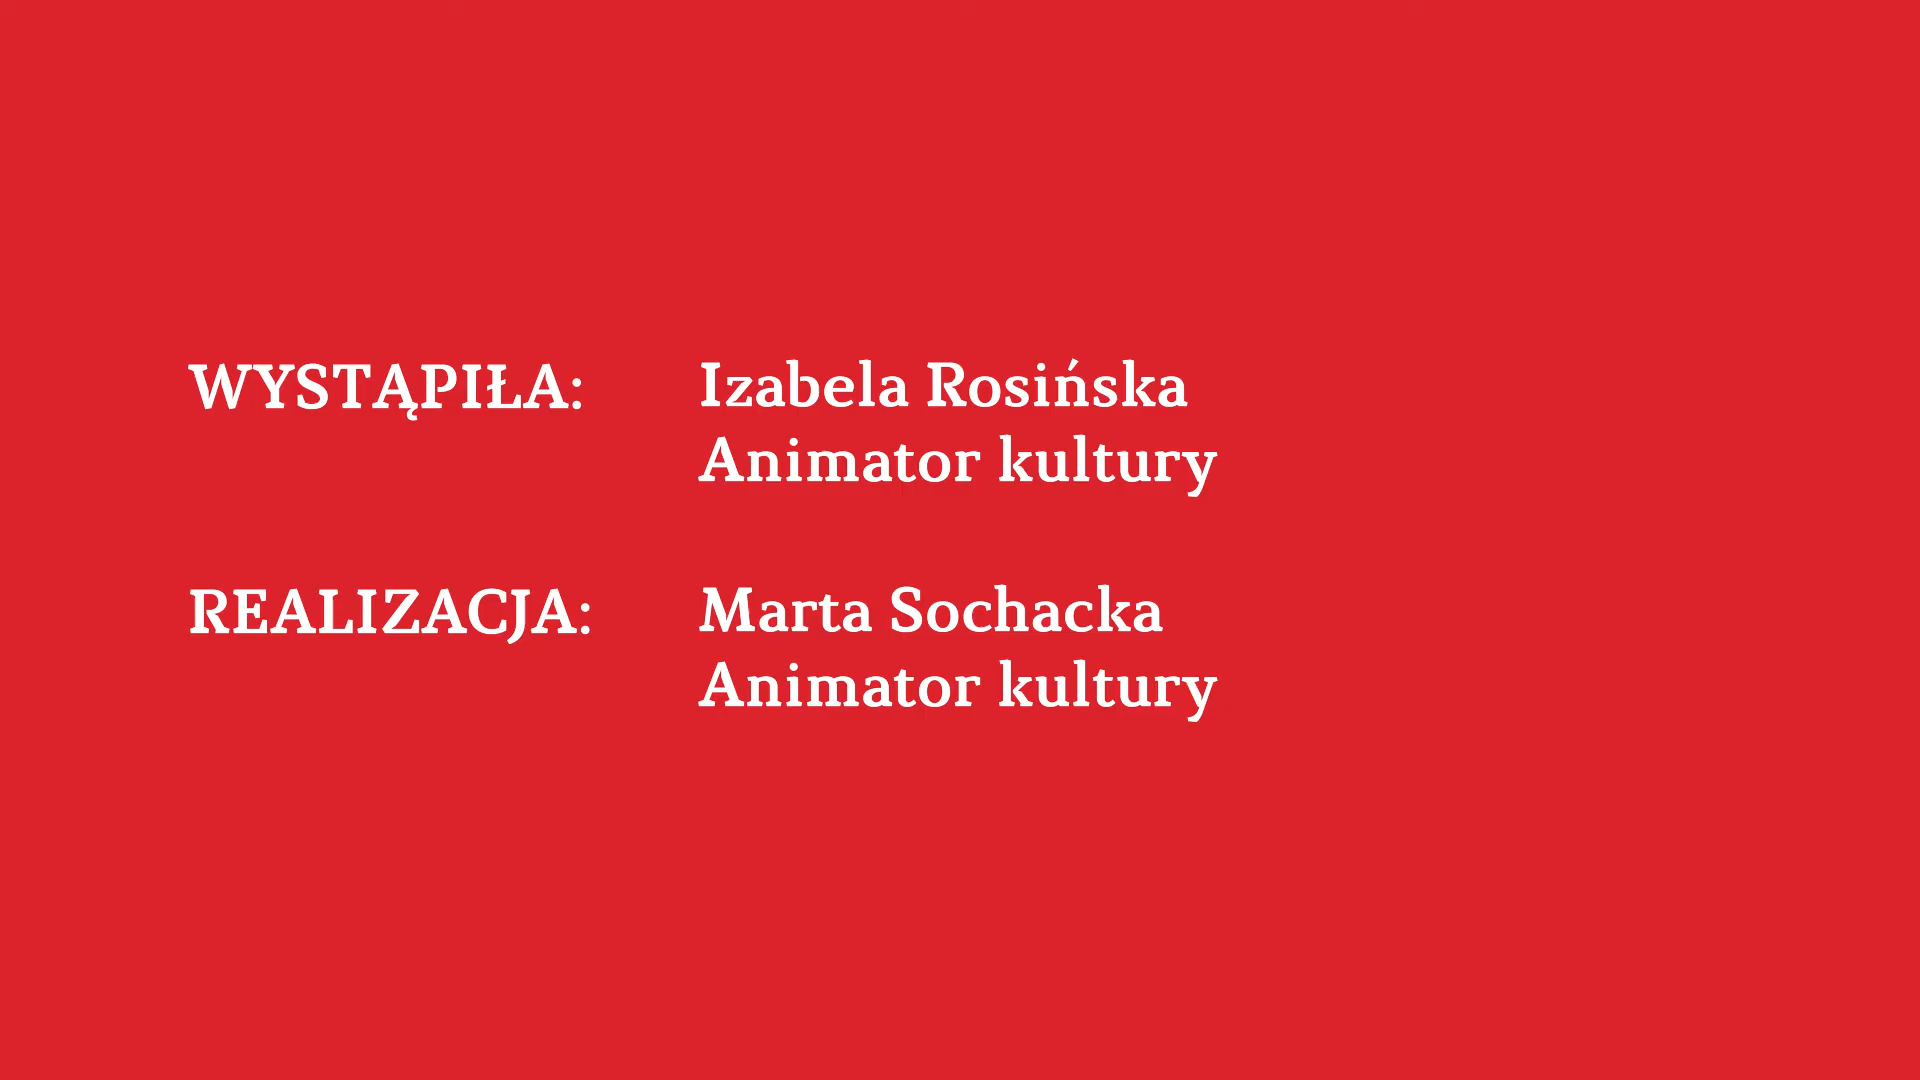 WYSTĄPIŁA: Izabela Rosińska
Animator kultury
REALIZACJA: Marta Sochacka
Animator kultury